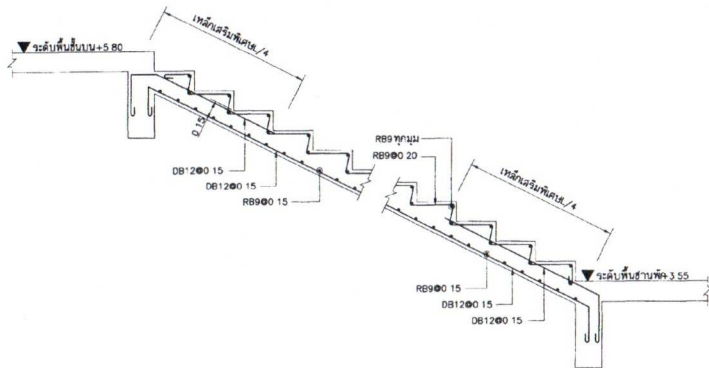 เหล็กเสริมพิเศษL/4
ระดับพื้นชั้นบน+5 80
0.15
RB9 ทุกมุม
RB9@0 20
DB12@0 15
DB12@0 15
RB9@0 15
เหล็กเสริมพิเศษL/4
ระดับพื้นชานพัก+3 55
RB9@0 15
DB12@0 15
DB12@0 15